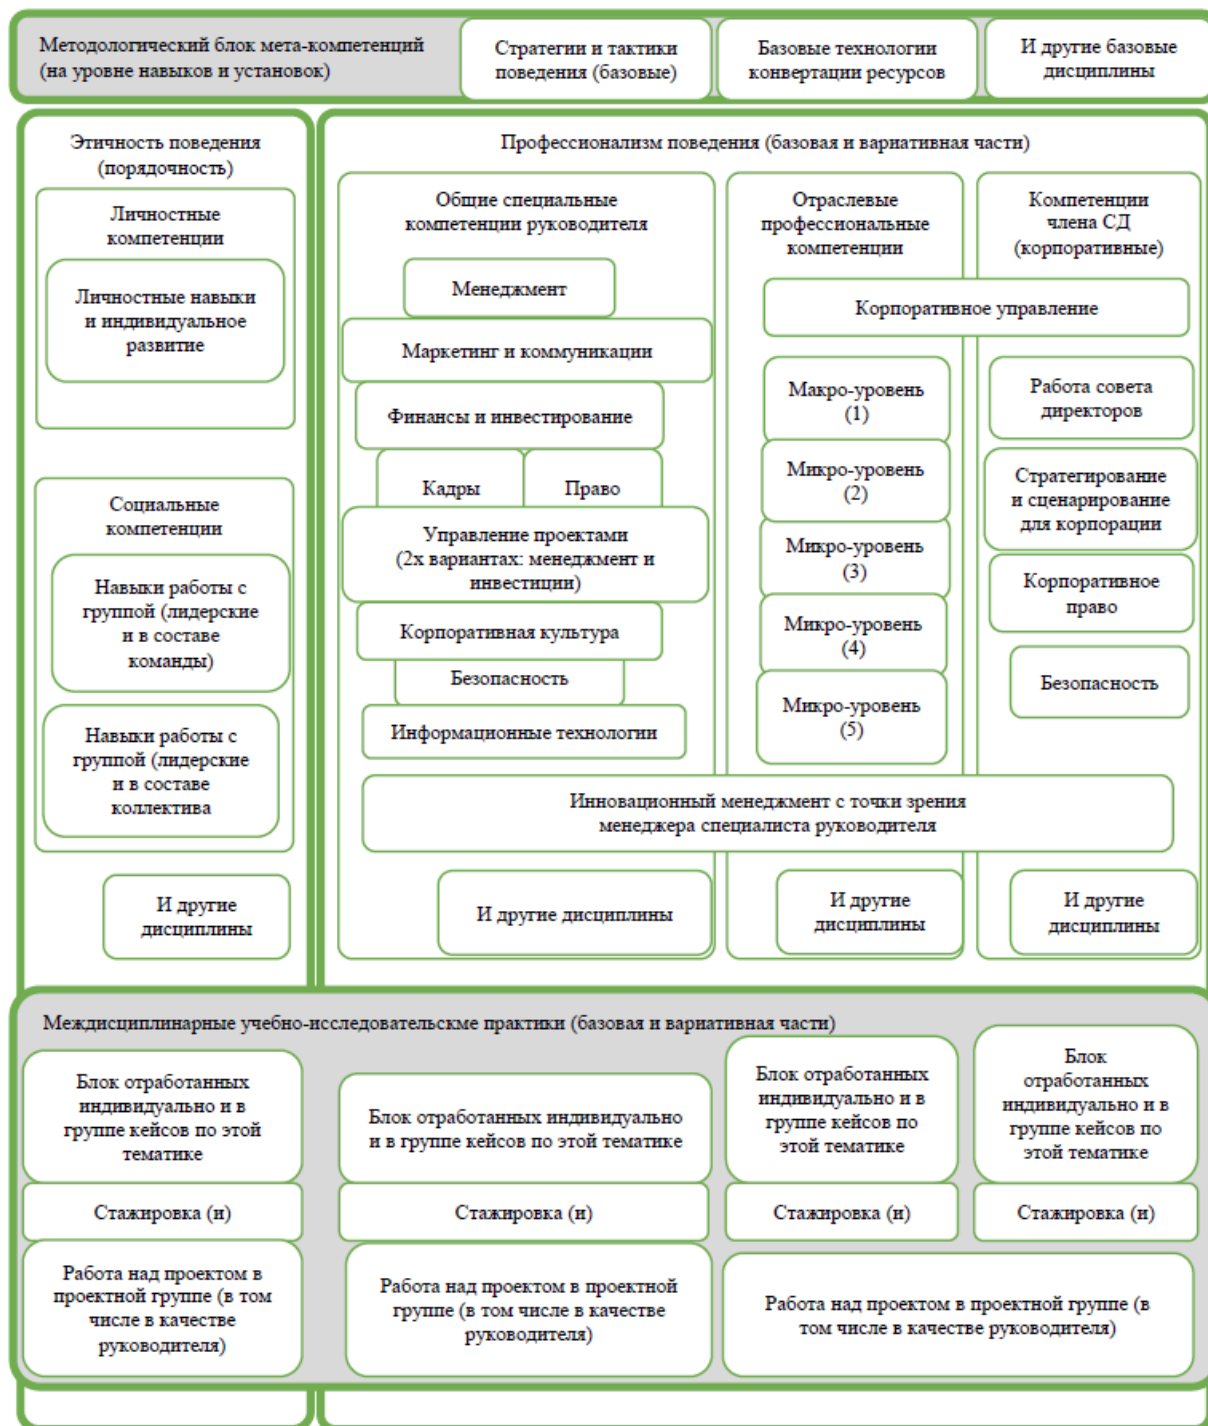 Методологический блок мета-компетенций
(на уровне навыков и установок)
Стратегии и тактики
поведения (базовые)
Базовые технологии
конвертации ресурсов
И другие базовые
дисциплины
Этичность поведения
(порядочность)
Личностные
компетенции
Личностные навыки
и индивидуальное
развитие
Социальные
компетенции
Навыки работы с
группой (лидерские
и в составе
команды)
Навыки работы с
группой (лидерские
и в составе
коллектива
И другие
дисциплины
Профессионализм поведения (базовая и вариативная части)
Общие специальные
компетенции руководителя
Менеджмент
Маркетинг и коммуникации
Финансы и инвестирование
Кадры
Право
Управление проектами
(2х вариантах: менеджмент и
инвестиции)
Корпоративная культура
Безопасность
Информационные технологии
Отраслевые
профессиональные
компетенции
Компетенции
члена СД
(корпоративные)
Корпоративное управление
Макро-уровень
(1)
Микро-уровень
(2)
Микро-уровень
(3)
Микро-уровень
(4)
Микро-уровень
(5)
Работа совета
директоров
Стратегирование
и сценарирование
для корпорации
Корпоративное
право
Безопасность
Инновационный менеджмент с точки зрения
менеджера специалиста руководителя
И другие дисциплины
И другие
дисциплины
И другие
дисциплины
Междисциплинарные учебно-исследовательскме практики (базовая и вариативная части)
Блок отработанных
индивидуально и в
группе кейсов по этой
тематике
Блок отработанных индивидуально
и в группе кейсов по этой тематике
Блок отработанных
индивидуально и в
группе кейсов по
этой тематике
Блок
отработанных
индивидуально и в
группе кейсов по
этой тематике
Стажировка (и)
Стажировка (и)
Стажировка (и)
Стажировка (и)
Работа над проектом в
проектной группе (в том
числе в качестве
руководителя)
Работа над проектом в проектной
группе (в том числе в качестве
руководителя)
Работа над проектом в проектной группе (в
том числе в качестве руководителя)